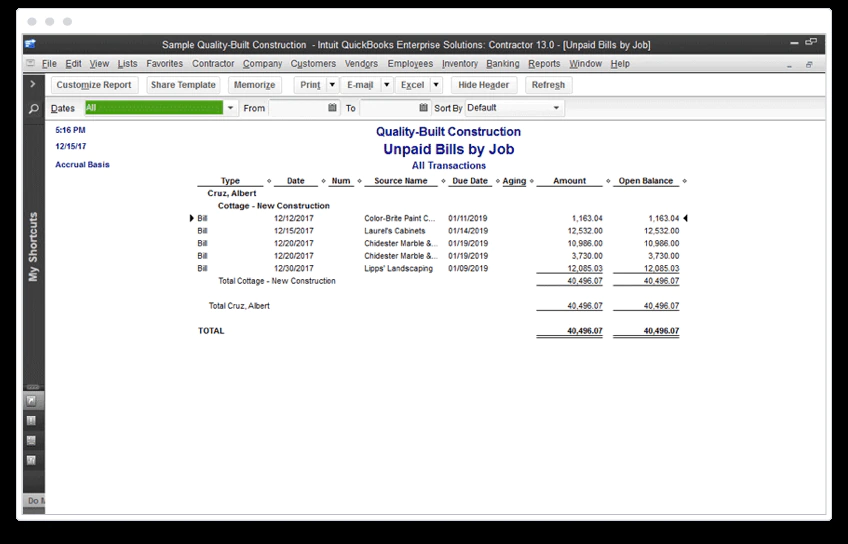 Sample Quality-Built Construction - Intuit QuickBooks Enterprise Solutions: Contractor 13.0 - [Unpaid Bills by Job]
File Edit View Lists Favorites Contractor Company Customers Vendors Employees Inventory Banking Reports Window Help
Customize Report Share Template Memorize Print E-mail Excel Hide Header Refresh
Dates All From To Sort By Default
5:16 PM
12/15/17
Accrual Basis
Quality-Built Construction
Unpaid Bills by Job
All Transactions
Type Date Num Source Name Due Date Aging Amount Open Balance
Cruz, Albert
Cottage - New Construction
Bill 12/12/2017 Color-Brite Paint C... 01/11/2019 1,163.04 1,163.04
Bill 12/15/2017 Laurel's Cabinets 01/14/2019 12,532.00 12,532.00
Bill 12/20/2017 Chidester Marble &... 01/19/2019 10,986.00 10,986.00
Bill 12/20/2017 Chidester Marble &... 01/19/2019 3,730.00 3,730.00
Bill 12/30/2017 Lipps' Landscaping 01/09/2019 12,085.03 12,085.03
Total Cottage - New Construction 40,496.07 40,496.07
Total Cruz, Albert 40,496.07 40,496.07
TOTAL 40,496.07 40,496.07
My Shortcuts
Do